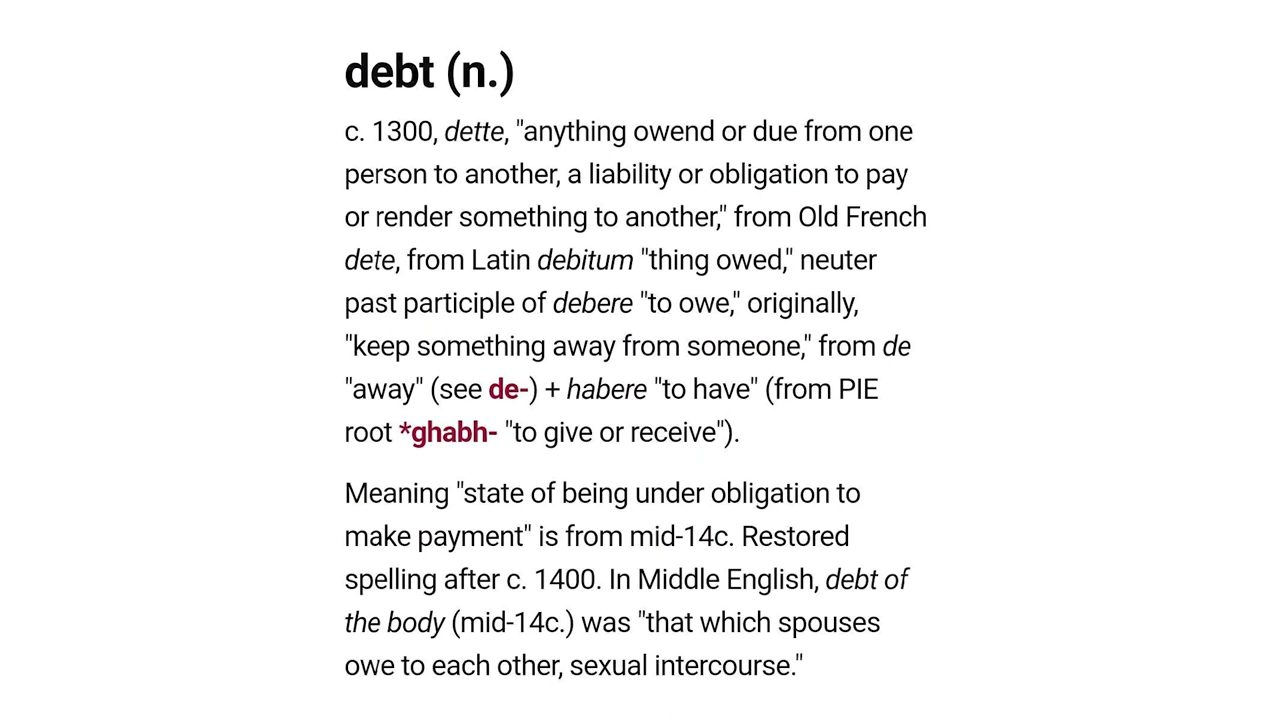 debt (n.)
c. 1300, dette, "anything owend or due from one
person to another, a liability or obligation to pay
or render something to another," from Old French
dete, from Latin debitum "thing owed," neuter
past participle of debere "to owe," originally,
"keep something away from someone," from de
"away" (see de-) + habere "to have" (from PIE
root *ghabh- "to give or receive").
Meaning "state of being under obligation to
make payment" is from mid-14c. Restored
spelling after c. 1400. In Middle English, debt of
the body (mid-14c.) was "that which spouses
owe to each other, sexual intercourse."